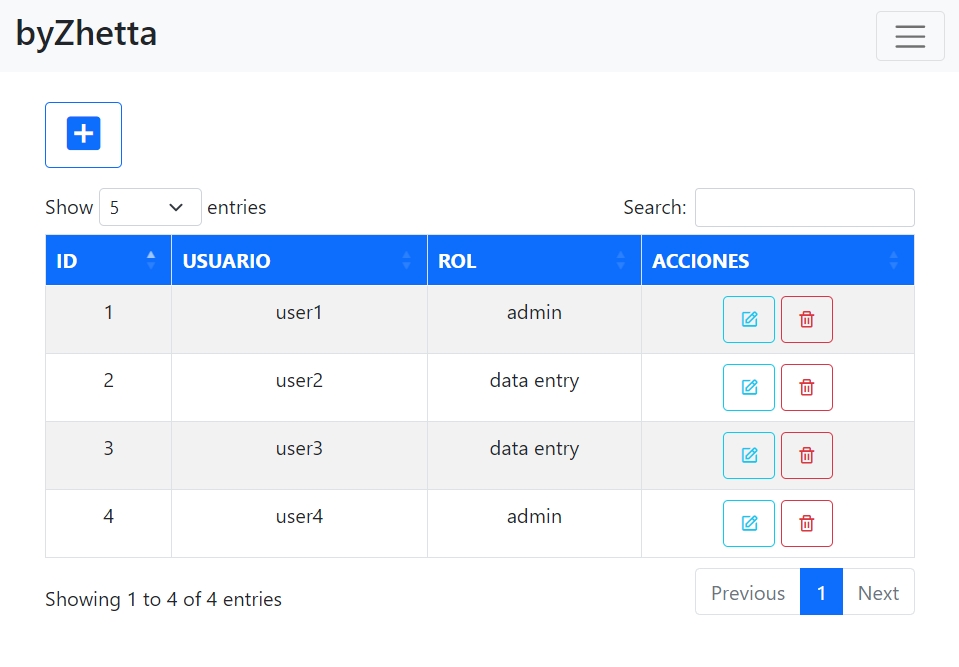 byZhetta
Show 5 entries Search:
ID USUARIO ROL ACCIONES
1 user1 admin
2 user2 data entry
3 user3 data entry
4 user4 admin
Showing 1 to 4 of 4 entries Previous 1 Next